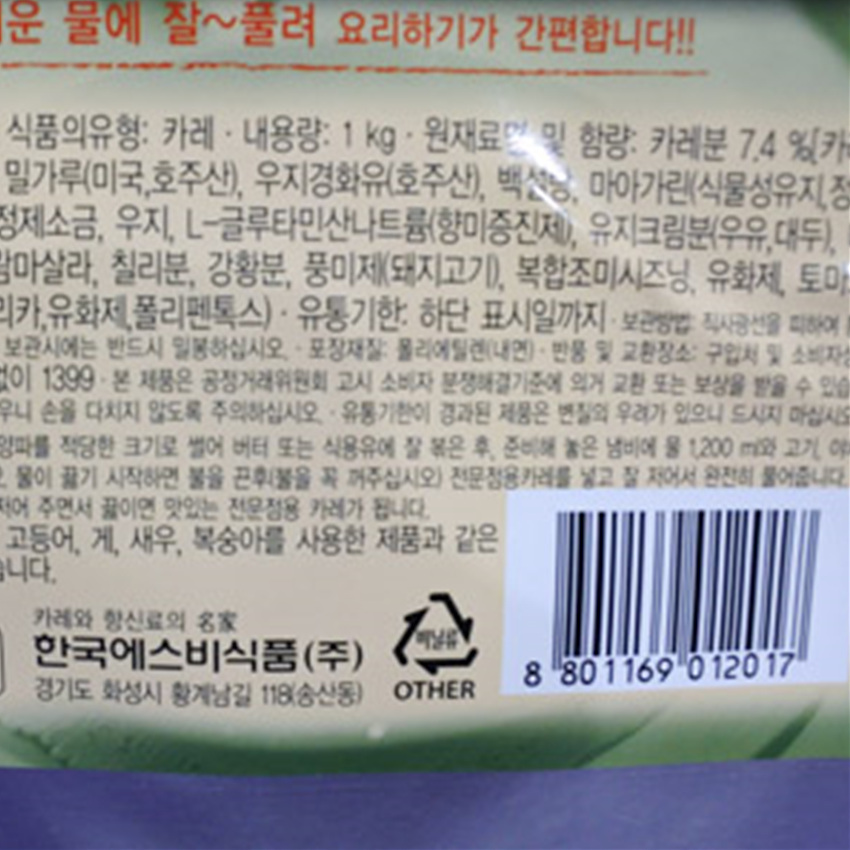 운 물에 잘~풀려 요리하기가 간편합니다!!
식품의유형: 카레 · 내용량: 1 kg · 원재료명 및 함량: 카레분 7.4 %[카
밀가루(미국,호주산), 우지경화유(호주산), 백설탕, 마아가린(식물성유지,정
정제소금, 우지, L-글루타민산나트륨(향미증진제), 유지크림분(우유,대두),
람마살라, 칠리분, 강황분, 풍미제(돼지고기), 복합조미시즈닝, 유화제, 토마
리카,유화제,폴리펜톡스) · 유통기한: 하단 표시일까지 · 보관방법: 직사광선을 피하여
보관시에는 반드시 밀봉하십시오. · 포장재질: 폴리에틸렌(내면) · 반품 및 교환장소: 구입처 및 소비자상
없이 1399 · 본 제품은 공정거래위원회 고시 소비자 분쟁해결기준에 의거 교환 또는 보상을 받을 수 있습
우니 손을 다치지 않도록 주의하십시오. · 유통기한이 경과된 제품은 변질의 우려가 있으니 드시지 마십시오
양파를 적당한 크기로 썰어 버터 또는 식용유에 잘 볶은 후, 준비해 놓은 냄비에 물 1,200 ml와 고기, 야
물이 끓기 시작하면 불을 끈후(불을 꼭 꺼주십시오) 전문점용카레를 넣고 잘 저어서 완전히 풀어줍니다.
저어 주면서 끓이면 맛있는 전문점용 카레가 됩니다.
고등어, 게, 새우, 복숭아를 사용한 제품과 같은
습니다.
카레와 향신료의 名家
한국에스비식품(주)
경기도 화성시 황계남길 118(송산동)
비닐류
OTHER
8 801169 012017